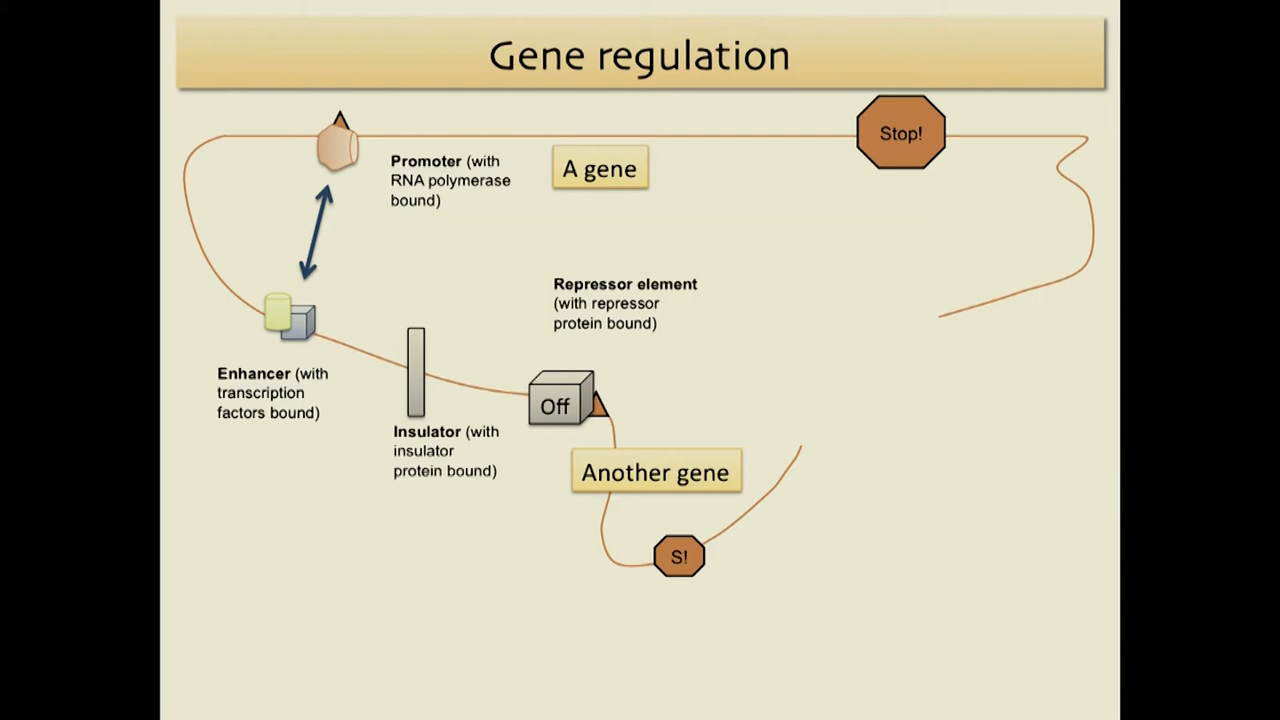 Gene regulation
Stop!
Promoter (with
RNA polymerase
bound)
A gene
Repressor element
(with repressor
protein bound)
Enhancer (with
transcription
factors bound)
Off
Insulator (with
insulator
protein bound)
Another gene
S!